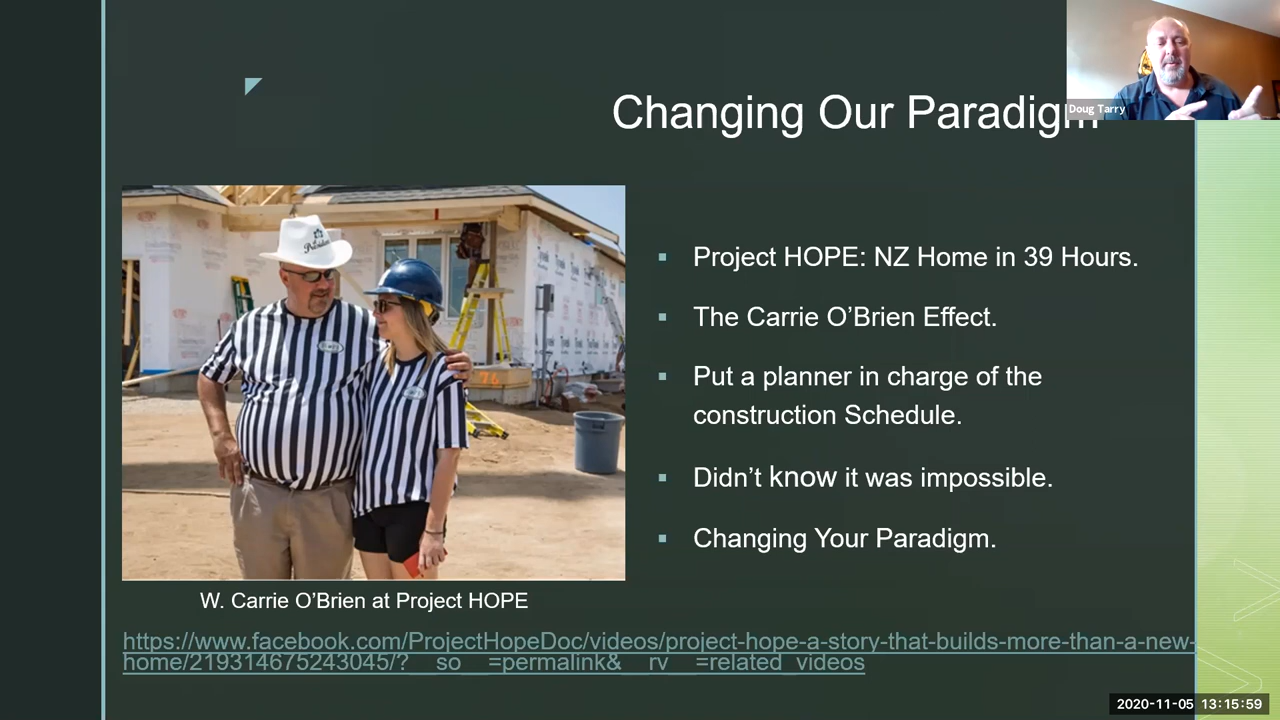 Doug Tarry
Changing Our Paradigm
President
Project HOPE: NZ Home in 39 Hours.
The Carrie O’Brien Effect.
Put a planner in charge of the
construction Schedule.
Didn’t know it was impossible.
Changing Your Paradigm.
76
W. Carrie O’Brien at Project HOPE
https://www.facebook.com/ProjectHopeDoc/videos/project-hope-a-story-that-builds-more-than-a-new-
home/219314675243045/?__so__=permalink&__rv__=related_videos
2020-11-05 13:15:59